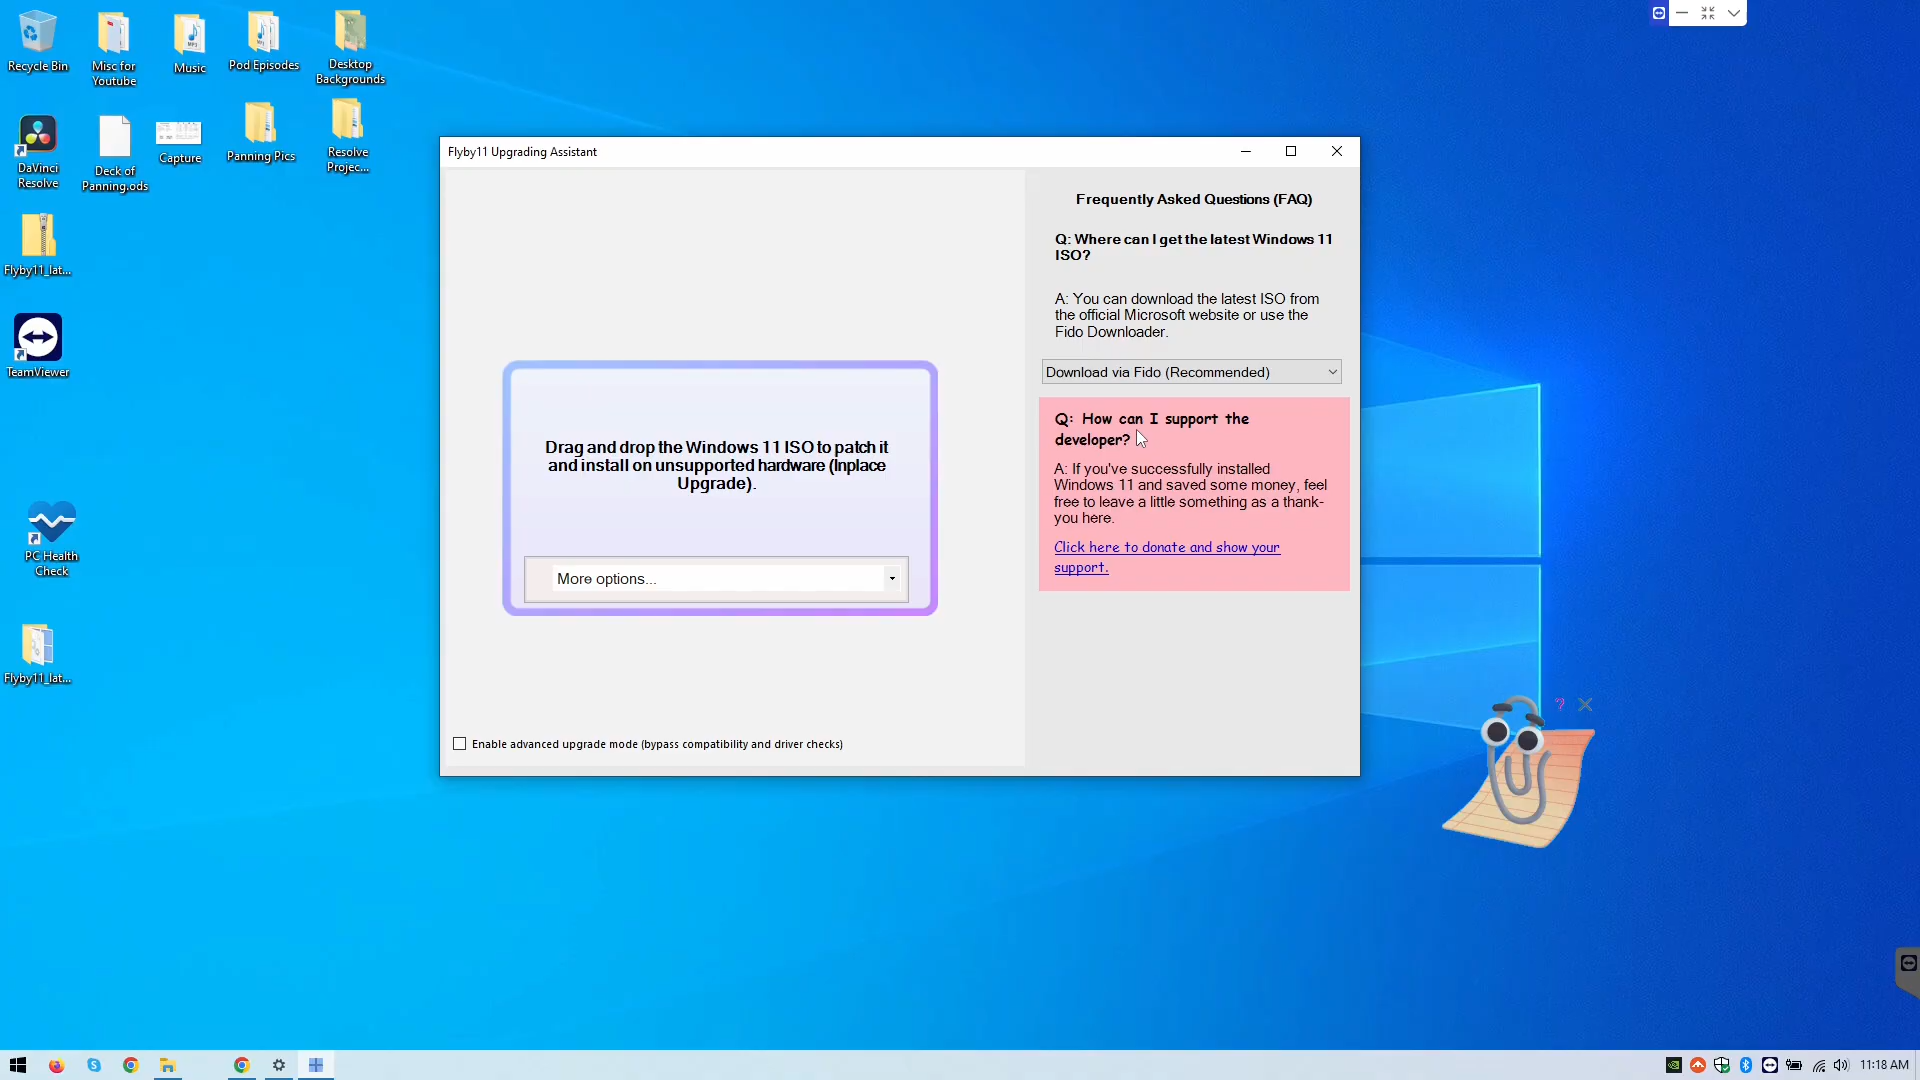 Recycle Bin
Misc for
Youtube
Music
Pod Episodes
Desktop
Backgrounds
DaVinci
Resolve
Deck of
Panning.ods
Capture
Panning Pics
Resolve
Projec...
Flyby11_lat...
TeamViewer
PC Health
Check
Flyby11_lat...
Flyby11 Upgrading Assistant
Drag and drop the Windows 11 ISO to patch it
and install on unsupported hardware (Inplace
Upgrade).
More options...
Enable advanced upgrade mode (bypass compatibility and driver checks)
Frequently Asked Questions (FAQ)
Q: Where can I get the latest Windows 11
ISO?
A: You can download the latest ISO from
the official Microsoft website or use the
Fido Downloader.
Download via Fido (Recommended)
Q: How can I support the
developer?
A: If you've successfully installed
Windows 11 and saved some money, feel
free to leave a little something as a thank-
you here.
Click here to donate and show your
support.
?
11:18 AM